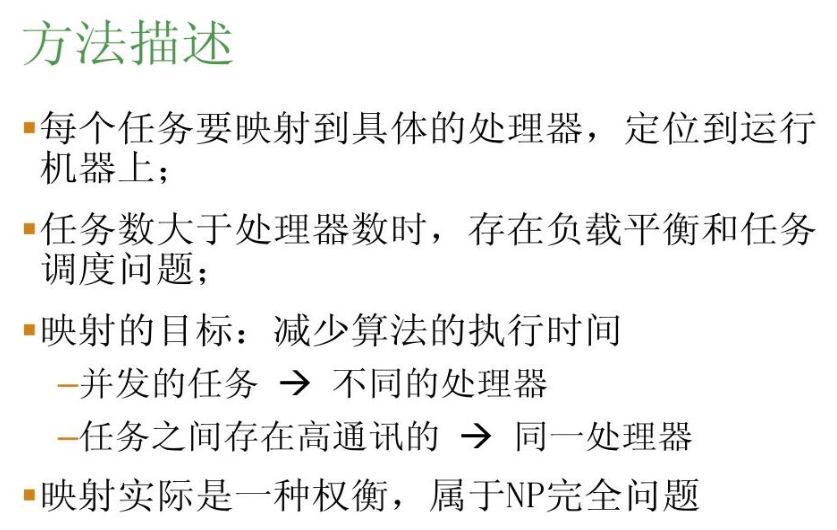 方法描述
▪每个任务要映射到具体的处理器，定位到运行
机器上；
▪任务数大于处理器数时，存在负载平衡和任务
调度问题；
▪映射的目标：减少算法的执行时间
–并发的任务 → 不同的处理器
–任务之间存在高通讯的 → 同一处理器
▪映射实际是一种权衡，属于NP完全问题